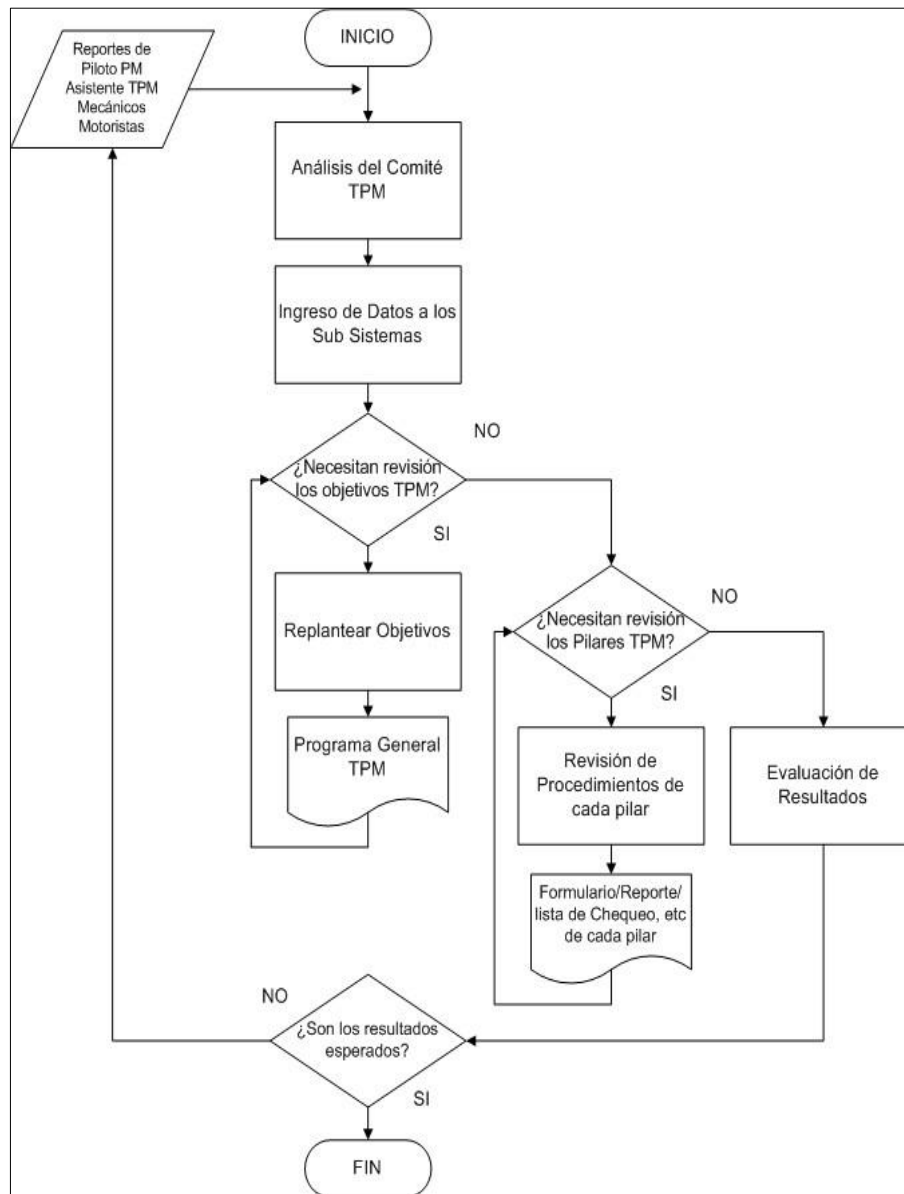 INICIO
Reportes de
Piloto PM
Asistente TPM
Mecánicos
Motoristas
Análisis del Comité
TPM
Ingreso de Datos a los
Sub Sistemas
NO
¿Necesitan revisión
los objetivos TPM?
SI
Replantear Objetivos
Programa General
TPM
NO
¿Necesitan revisión
los Pilares TPM?
SI
Revisión de
Procedimientos de
cada pilar
Evaluación de
Resultados
Formulario/Reporte/
lista de Chequeo, etc
de cada pilar
NO
¿Son los resultados
esperados?
SI
FIN